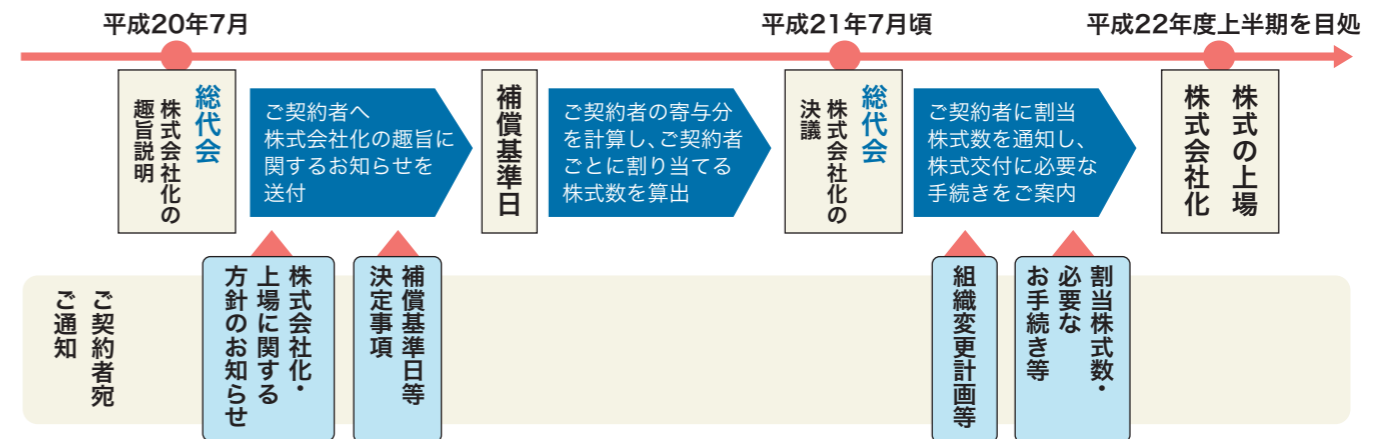 平成20年7月
平成21年7月頃
平成22年度上半期を目処
総代会
株式会社化の
趣旨説明
ご契約者へ
株式会社化の趣旨に
関するお知らせを
送付
補償基準日
ご契約者の寄与分
を計算し、ご契約者
ごとに割り当てる
株式数を算出
総代会
株式会社化の
決議
ご契約者に割当
株式数を通知し、
株式交付に必要な
手続きをご案内
株式の上場
株式会社化
ご契約者宛
ご通知
株式会社化・
上場に関する
方針のお知らせ
補償基準日等
決定事項
組織変更計画等
割当株式数・
必要な
お手続き等